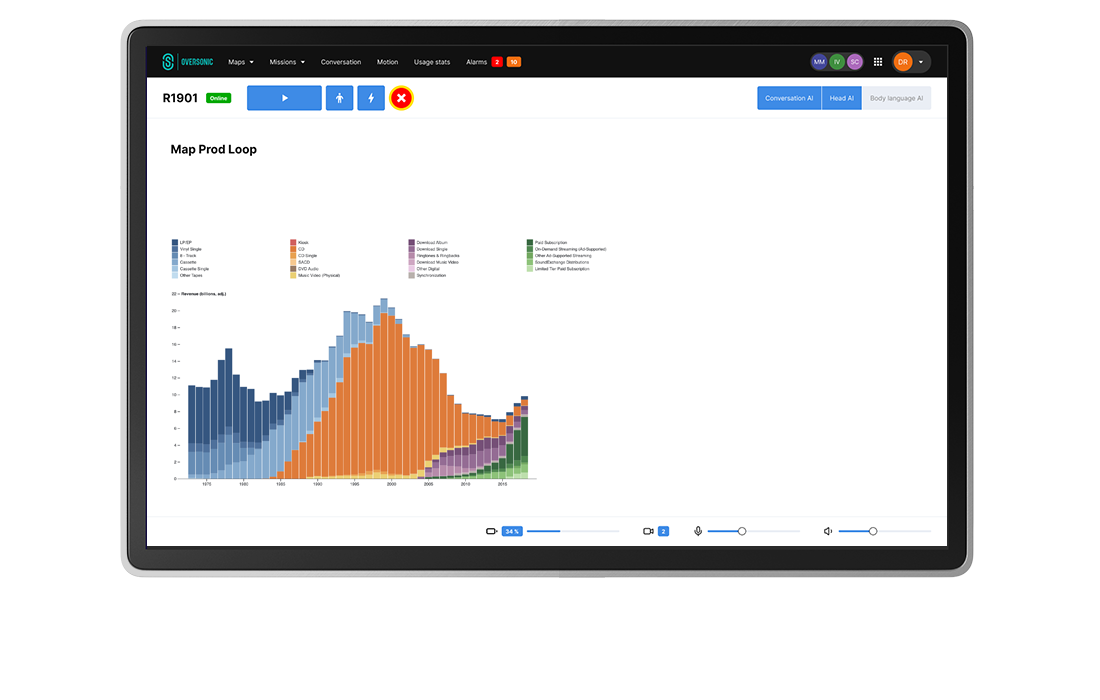 OVERSONIC Maps Missions Conversation Motion Usage stats Alarms 2 10 MM IV SC DR
R1901 Online Conversation AI Head AI Body language AI
Map Prod Loop
LP/EP Kiosk Download Album Paid Subscription
Vinyl Single CD Download Single On-Demand Streaming (Ad-Supported)
8 - Track CD Single Ringtones & Ringbacks Other Ad-Supported Streaming
Cassette SACD Download Music Video SoundExchange Distributions
Cassette Single DVD Audio Other Digital Limited Tier Paid Subscription
Other Tapes Music Video (Physical) Synchronization
22 Revenue (billions, adj.)
20
18
16
14
12
10
8
6
4
2
0
1975 1980 1985 1990 1995 2000 2005 2010 2015
34 % 2